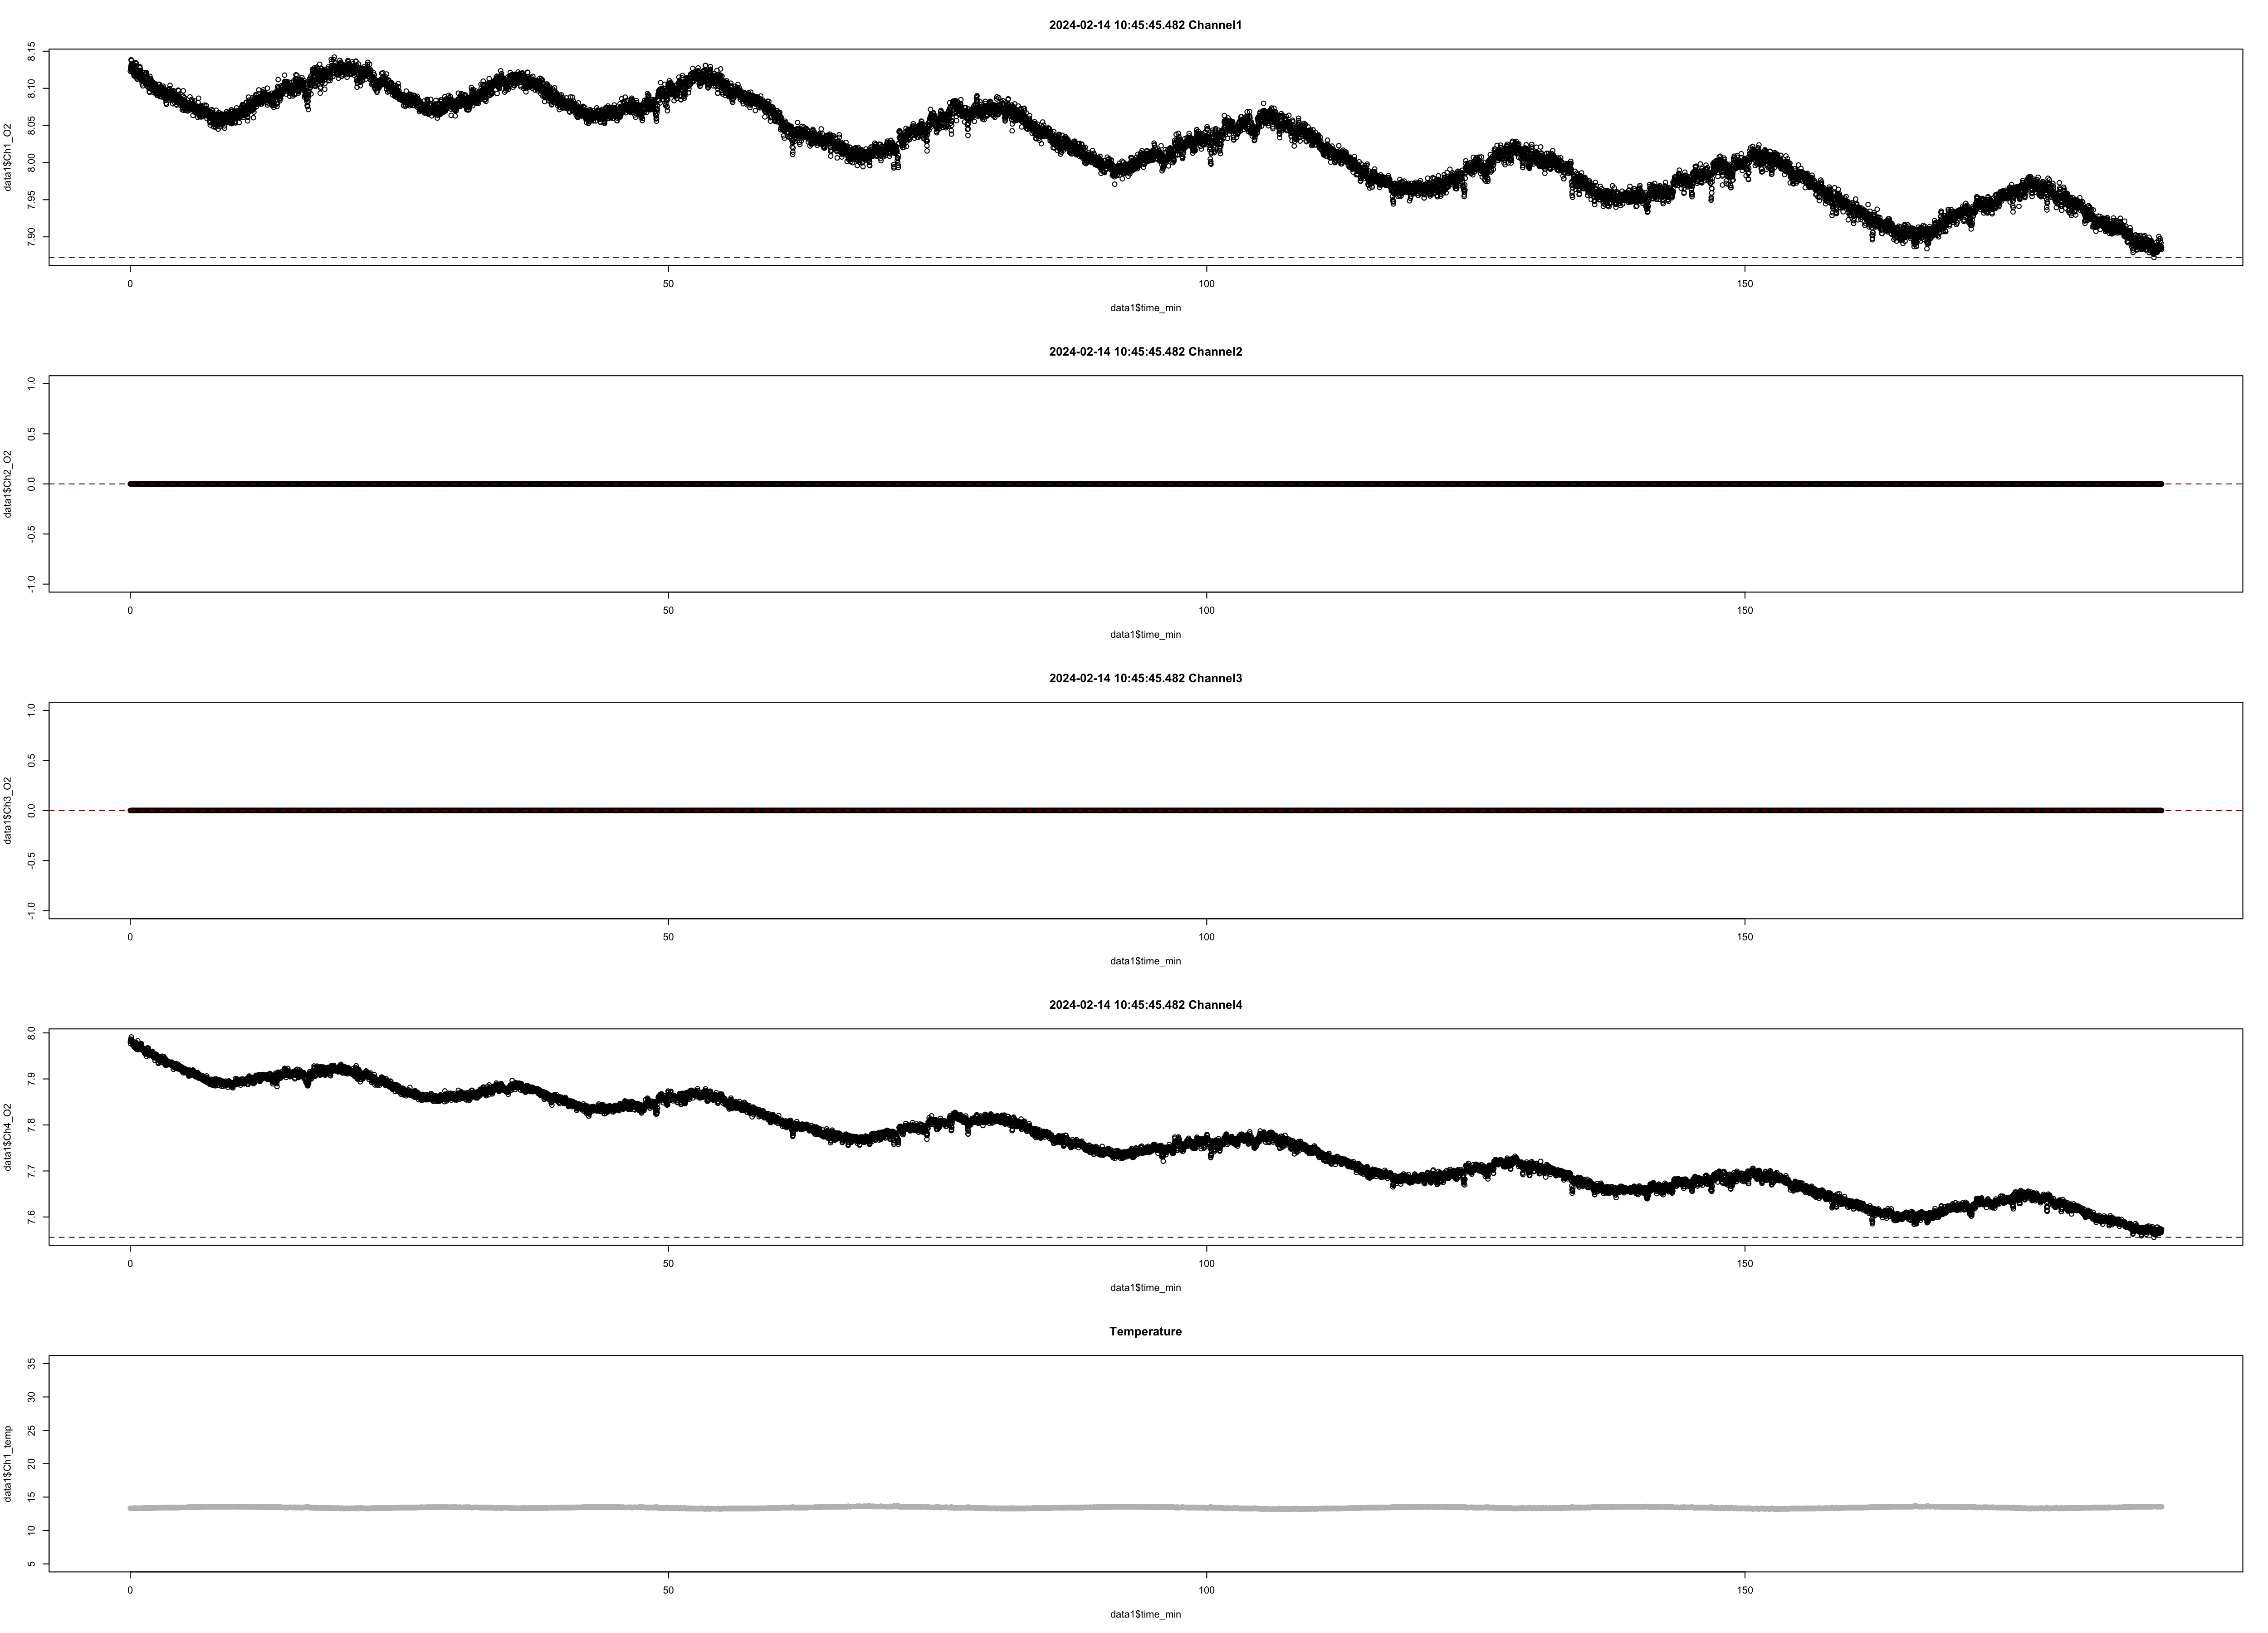 2024-02-14 10:45:45.482 Channel1
data1$Ch1_O2
8.15
8.10
8.05
8.00
7.95
7.90
0 50 100 150
data1$time_min
2024-02-14 10:45:45.482 Channel2
data1$Ch2_O2
1.0
0.5
0.0
-0.5
-1.0
0 50 100 150
data1$time_min
2024-02-14 10:45:45.482 Channel3
data1$Ch3_O2
1.0
0.5
0.0
-0.5
-1.0
0 50 100 150
data1$time_min
2024-02-14 10:45:45.482 Channel4
data1$Ch4_O2
8.0
7.9
7.8
7.7
7.6
0 50 100 150
data1$time_min
Temperature
data1$Ch1_temp
35
30
25
20
15
10
5
0 50 100 150
data1$time_min